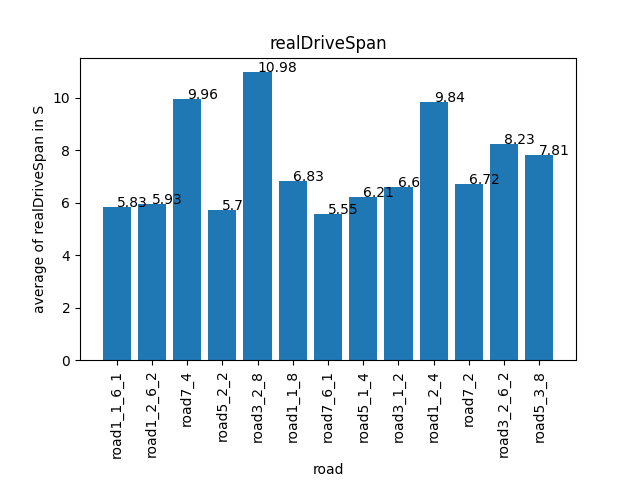 realDriveSpan
average of realDriveSpan in S
10
8
6
4
2
0
5.83
5.93
9.96
5.7
10.98
6.83
5.55
6.21
6.6
9.84
6.72
8.23
7.81
road1_1_6_1
road1_2_6_2
road7_4
road5_2_2
road3_2_8
road1_1_8
road7_6_1
road5_1_4
road3_1_2
road1_2_4
road7_2
road3_2_6_2
road5_3_8
road